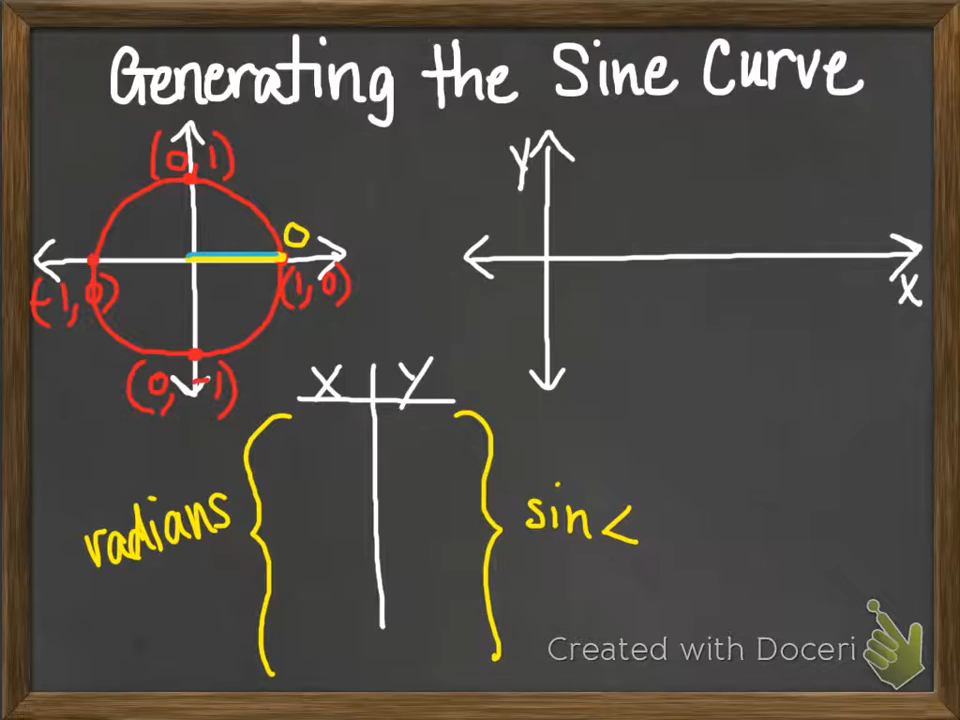 Generating the Sine Curve
(0, 1)
y
0
(-1, 0)
(1, 0)
x
(0, -1)
X Y
radians
sin <
Created with Doceri